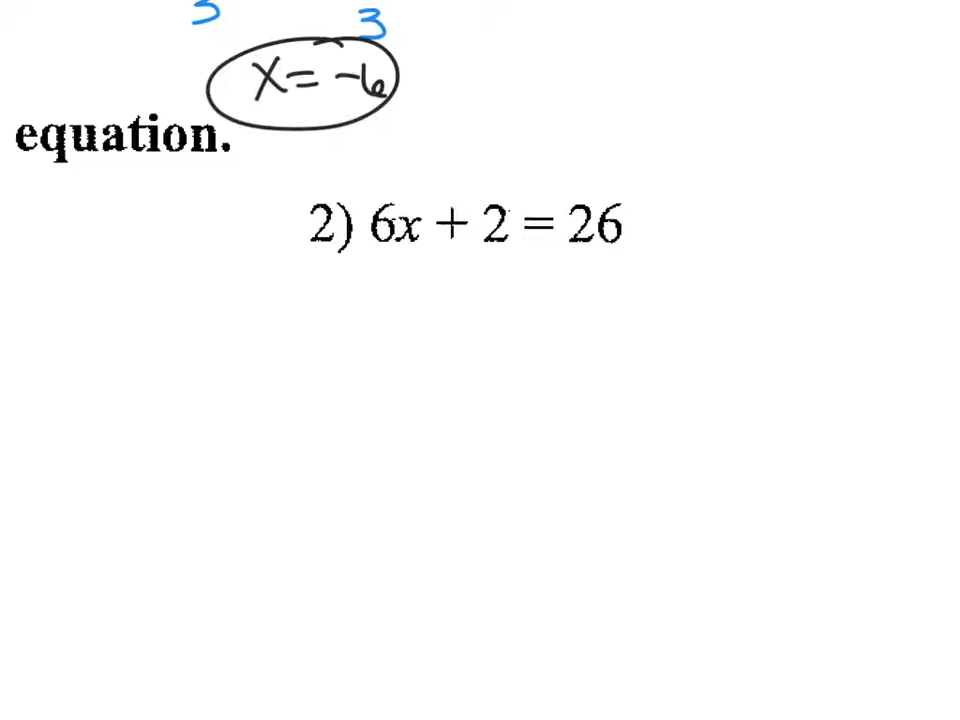 3 3
x = -6
equation.
2) 6x + 2 = 26